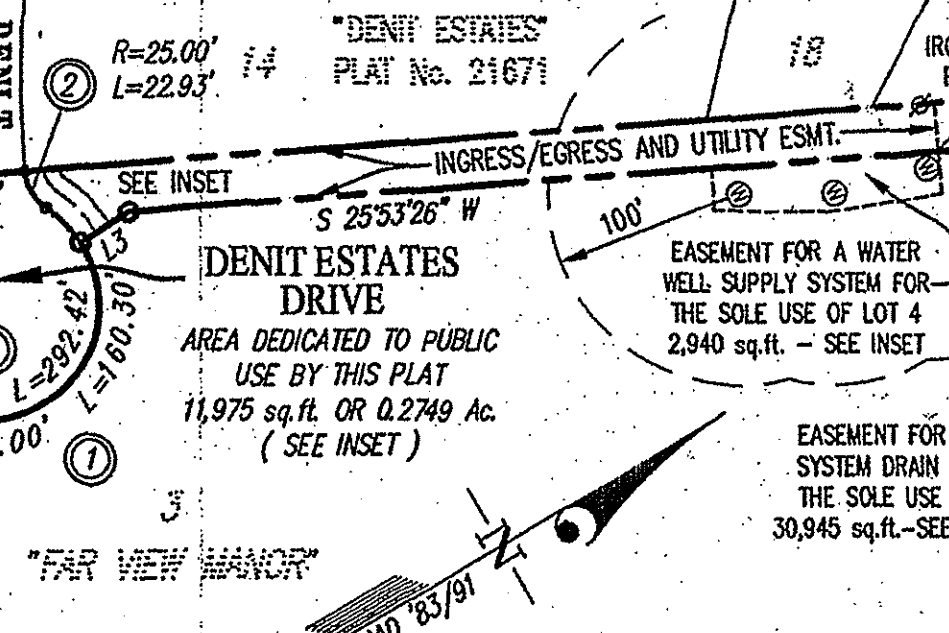 "DENIT ESTATES"
PLAT No. 21671
R=25.00'
L=22.93'
2
14
18
INGRESS/EGRESS AND UTILITY ESMT.
SEE INSET
S 25°53'26" W
L3
100'
DENIT ESTATES
DRIVE
AREA DEDICATED TO PUBLIC
USE BY THIS PLAT
11,975 sq.ft. OR 0.2749 Ac.
( SEE INSET )
L=292.42'
L=160.30'
.00'
1
EASEMENT FOR A WATER
WELL SUPPLY SYSTEM FOR
THE SOLE USE OF LOT 4
2,940 sq.ft. - SEE INSET
EASEMENT FOR
SYSTEM DRAIN
THE SOLE USE
30,945 sq.ft.-SEE
"FAR VIEW MANOR"
N
'83/91